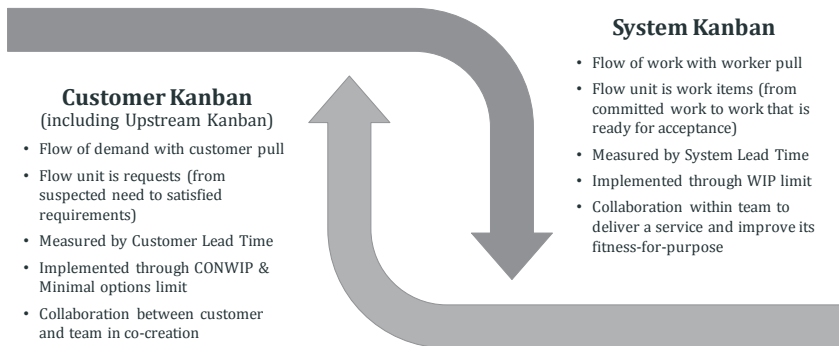 Customer Kanban
(including Upstream Kanban)
• Flow of demand with customer pull
• Flow unit is requests (from
suspected need to satisfied
requirements)
• Measured by Customer Lead Time
• Implemented through CONWIP &
Minimal options limit
• Collaboration between customer
and team in co-creation
System Kanban
• Flow of work with worker pull
• Flow unit is work items (from
committed work to work that is
ready for acceptance)
• Measured by System Lead Time
• Implemented through WIP limit
• Collaboration within team to
deliver a service and improve its
fitness-for-purpose